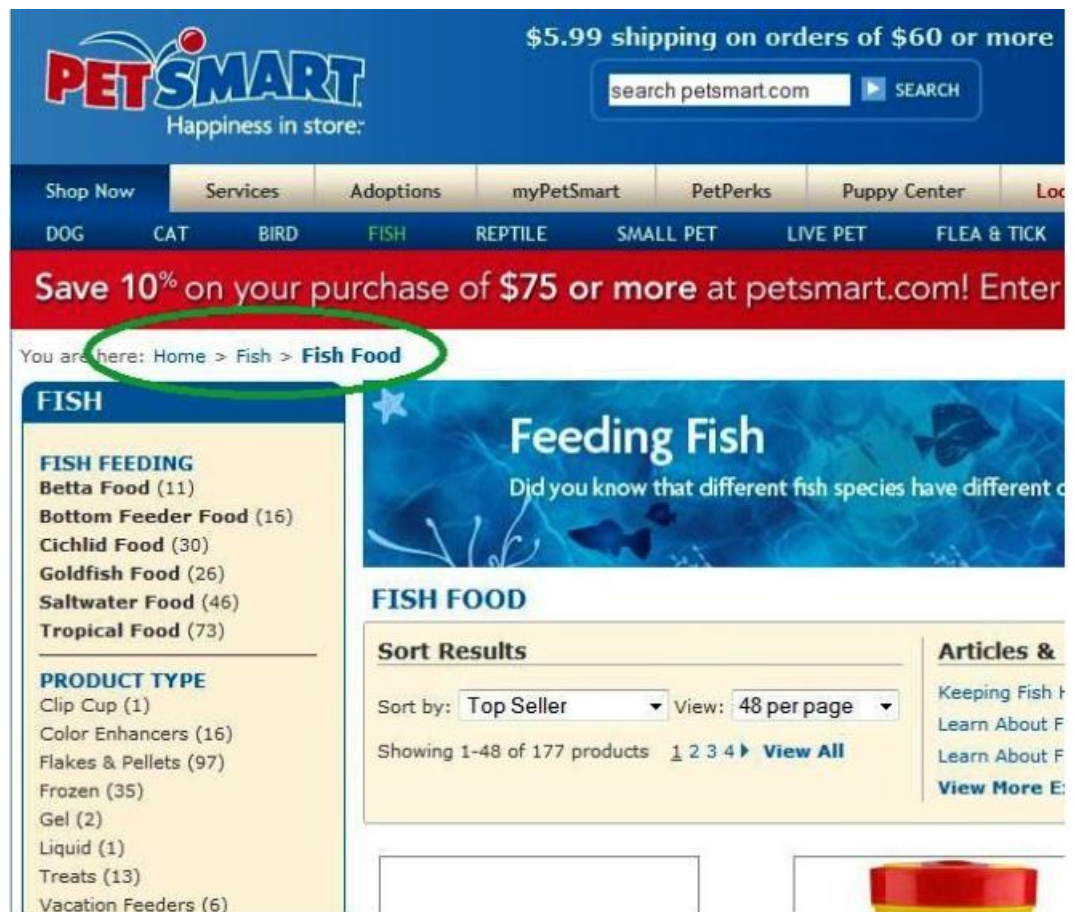 $5.99 shipping on orders of $60 or more
PETSMART
search petsmart.com SEARCH
Happiness in store.
Shop Now Services Adoptions myPetSmart PetPerks Puppy Center
DOG CAT BIRD FISH REPTILE SMALL PET LIVE PET FLEA & TICK
Save 10% on your purchase of $75 or more at petsmart.com! Enter
You are here: Home > Fish > Fish Food
FISH
FISH FEEDING
Betta Food (11)
Bottom Feeder Food (16)
Cichlid Food (30)
Goldfish Food (26)
Saltwater Food (46)
Tropical Food (73)
PRODUCT TYPE
Clip Cup (1)
Color Enhancers (16)
Flakes & Pellets (97)
Frozen (35)
Gel (2)
Liquid (1)
Treats (13)
Vacation Feeders (6)
Feeding Fish
Did you know that different fish species have different
FISH FOOD
Sort Results
Sort by: Top Seller View: 48 per page
Showing 1-48 of 177 products 1 2 3 4 View All
Articles &
Keeping Fish
Learn About
Learn About
View More